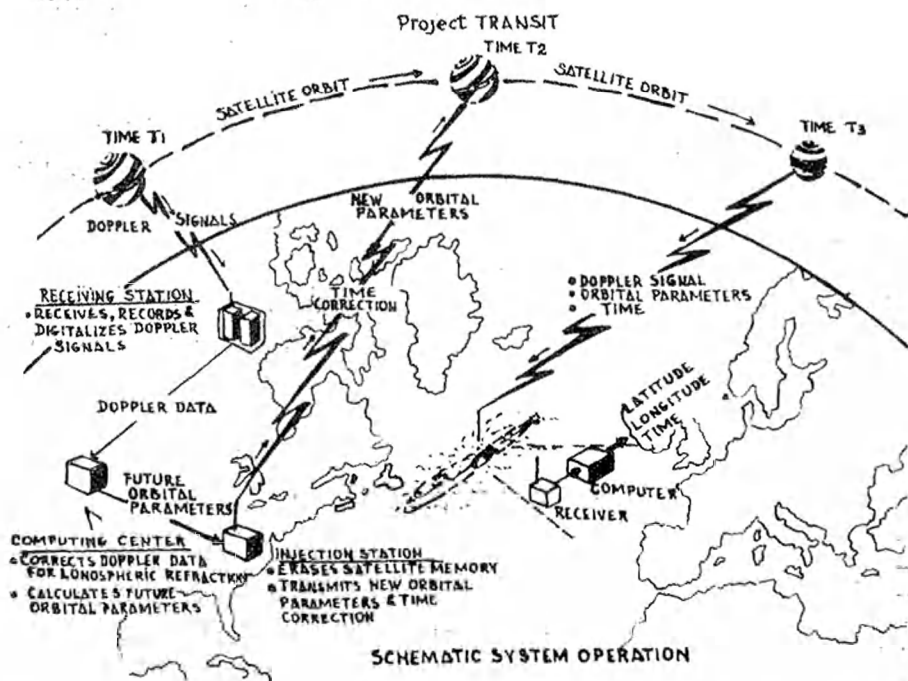 Project TRANSIT
TIME T2
SATELLITE ORBIT
SATELLITE ORBIT
TIME T1
TIME T3
DOPPLER SIGNALS
NEW ORBITAL
PARAMETERS
RECEIVING STATION
• RECEIVES, RECORDS &
DIGITALIZES DOPPLER
SIGNALS
TIME
CORRECTION
• DOPPLER SIGNAL
• ORBITAL PARAMETERS
• TIME
DOPPLER DATA
LATITUDE
LONGITUDE
TIME
FUTURE
ORBITAL
PARAMETERS
COMPUTER
RECEIVER
COMPUTING CENTER
• CORRECTS DOPPLER DATA
FOR LONOSPHERIC REFRACTION
• CALCULATES FUTURE
ORBITAL PARAMETERS
INJECTION STATION
• ERASES SATELLITE MEMORY
• TRANSMITS NEW ORBITAL
PARAMETERS & TIME
CORRECTION
SCHEMATIC SYSTEM OPERATION